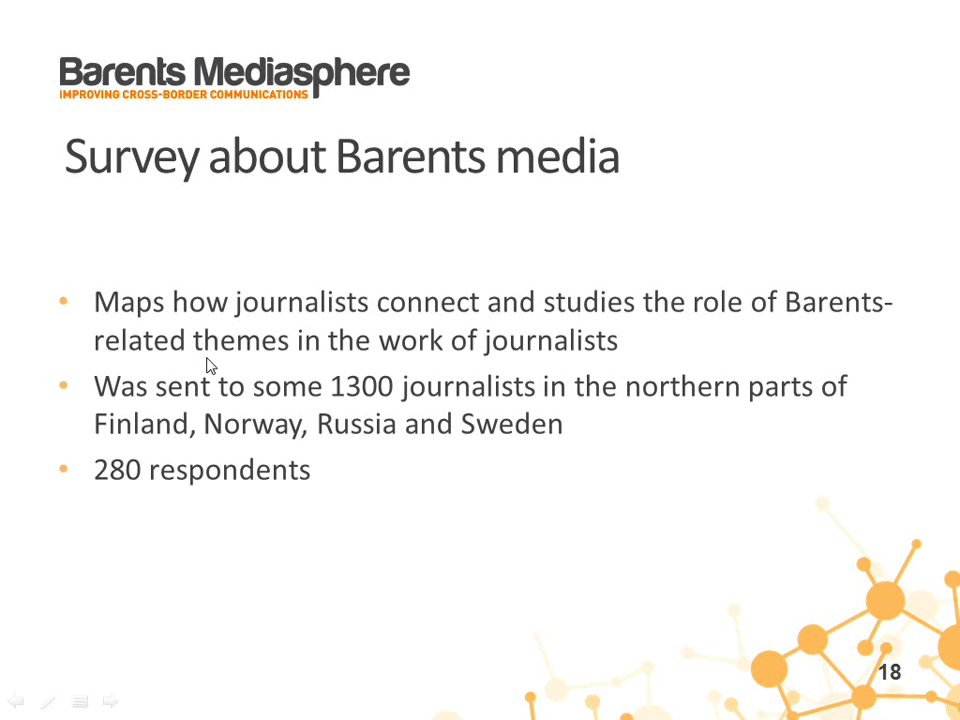 Barents Mediasphere
IMPROVING CROSS-BORDER COMMUNICATIONS
Survey about Barents media
• Maps how journalists connect and studies the role of Barents-
related themes in the work of journalists
• Was sent to some 1300 journalists in the northern parts of
Finland, Norway, Russia and Sweden
• 280 respondents
18